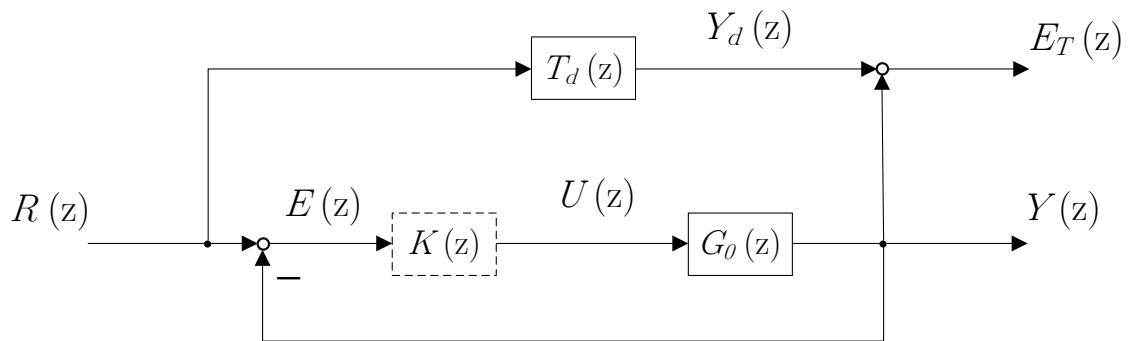 Y_d (z)
E_T (z)
T_d (z)
R (z)
E (z)
U (z)
Y (z)
K (z)
G_0 (z)
−